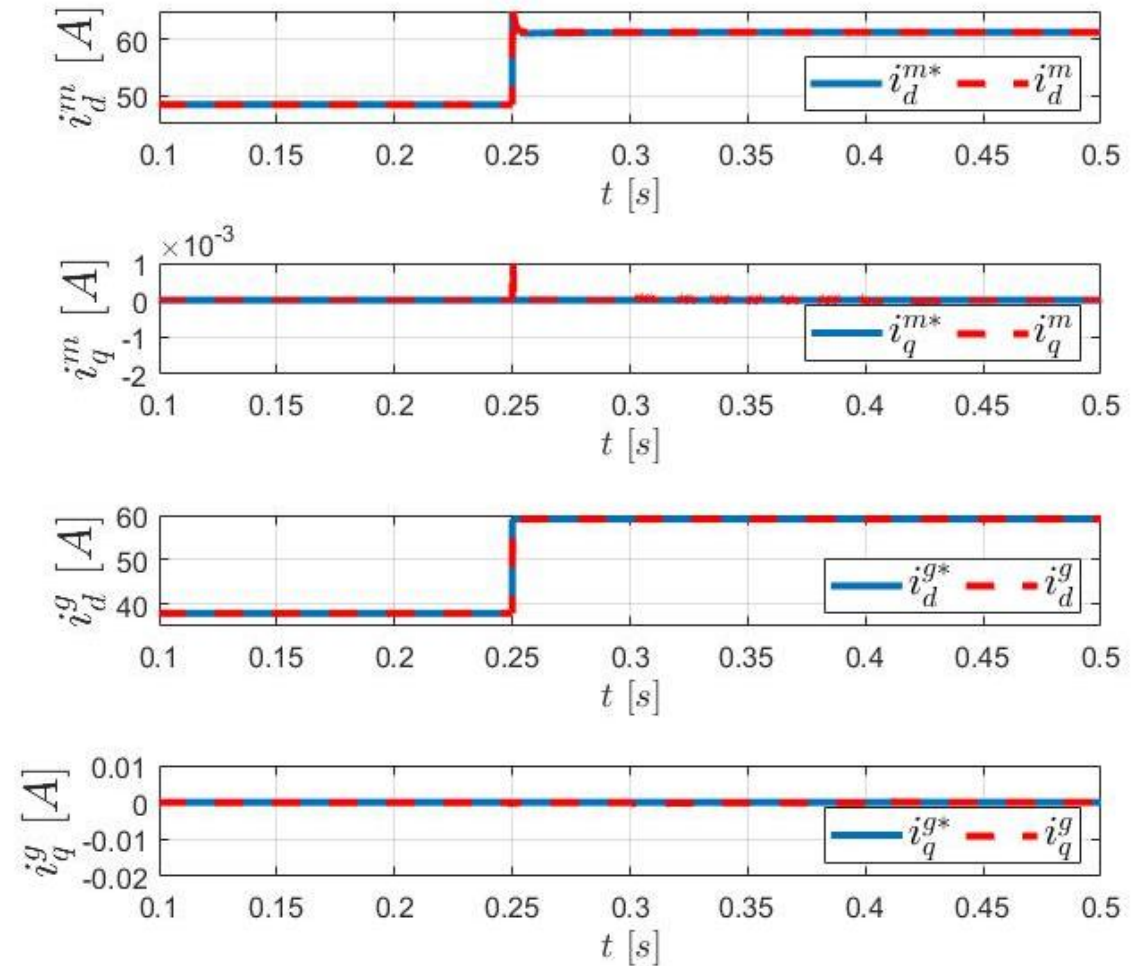 i_d^m [A]
60
50
i_d^{m*} i_d^m
0.1 0.15 0.2 0.25 0.3 0.35 0.4 0.45 0.5
t [s]
×10^{-3}
i_q^m [A]
1
0
-1
-2
i_q^{m*} i_q^m
0.1 0.15 0.2 0.25 0.3 0.35 0.4 0.45 0.5
t [s]
i_d^g [A]
60
50
40
i_d^{g*} i_d^g
0.1 0.15 0.2 0.25 0.3 0.35 0.4 0.45 0.5
t [s]
i_q^g [A]
0.01
0
-0.01
-0.02
i_q^{g*} i_q^g
0.1 0.15 0.2 0.25 0.3 0.35 0.4 0.45 0.5
t [s]